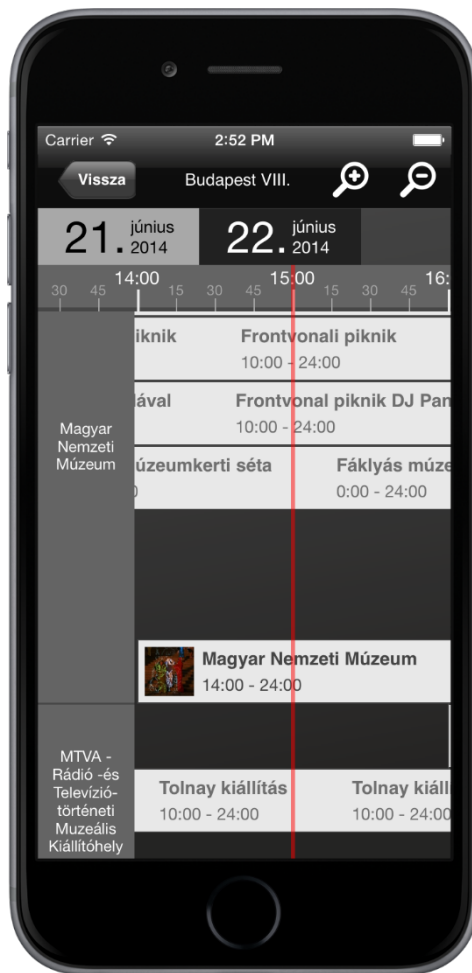 Carrier 2:52 PM
Vissza Budapest VIII.
21. június 2014 22. június 2014
14:00 15:00 16:
30 45 15 30 45 15 30 45
Magyar
Nemzeti
Múzeum
piknik Frontvonali piknik
10:00 - 24:00
lával Frontvonal piknik DJ Pan
10:00 - 24:00
úzeumkerti séta Fáklyás múze
0:00 - 24:00
Magyar Nemzeti Múzeum
14:00 - 24:00
MTVA -
Rádió -és
Televízió-
történeti
Muzeális
Kiállítóhely
Tolnay kiállítás Tolnay kiáll
10:00 - 24:00 10:00 - 24:00